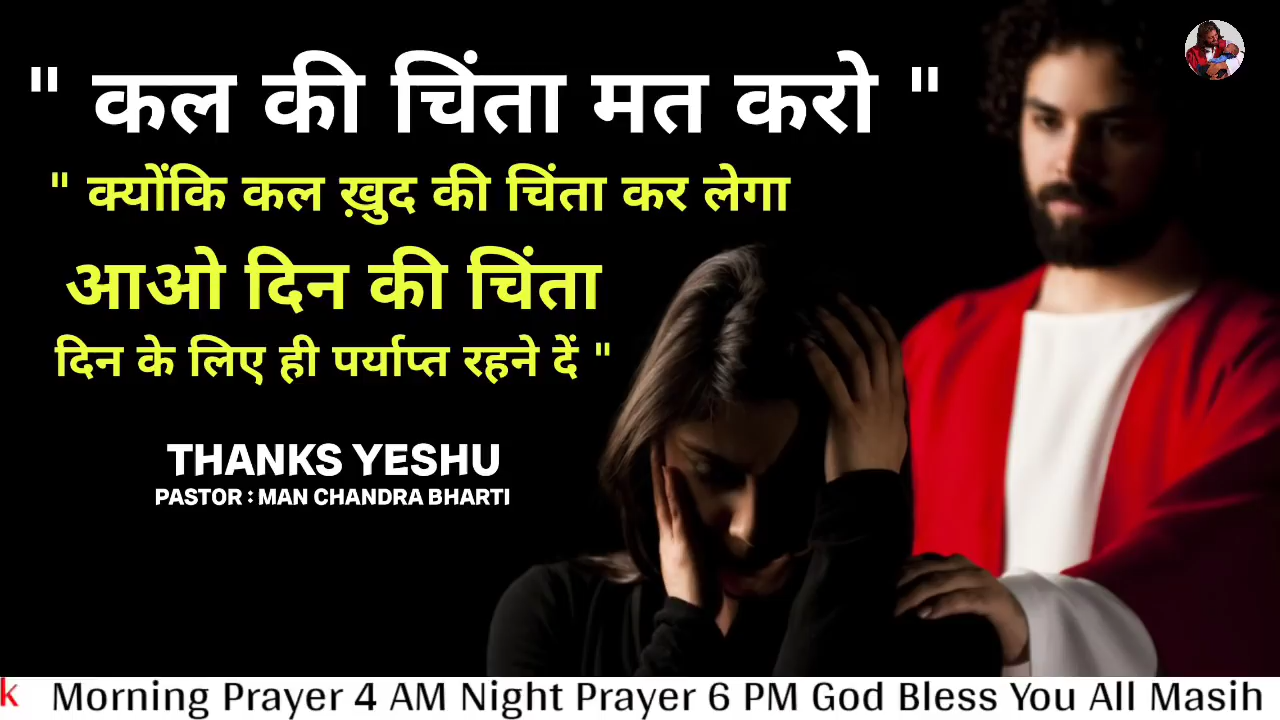 " कल की चिंता मत करो "
" क्योंकि कल ख़ुद की चिंता कर लेगा
आओ दिन की चिंता
दिन के लिए ही पर्याप्त रहने दें "
THANKS YESHU
PASTOR : MAN CHANDRA BHARTI
k Morning Prayer 4 AM Night Prayer 6 PM God Bless You All Masih